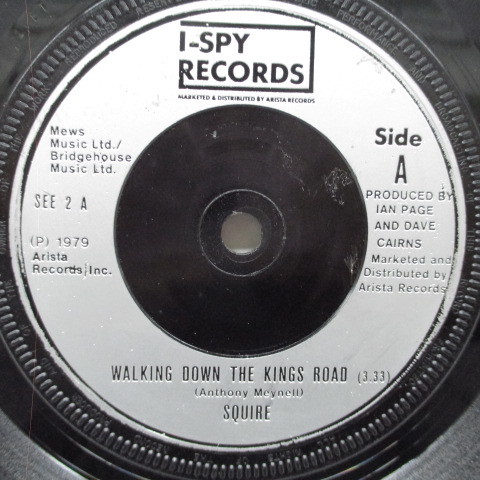 I-SPY
RECORDS
MARKETED & DISTRIBUTED BY ARISTA RECORDS
Mews
Music Ltd./
Bridgehouse
Music Ltd.
SEE 2 A
(P) 1979
Arista
Records, Inc.
Side
A
PRODUCED BY
IAN PAGE
AND DAVE
CAIRNS
Marketed and
Distributed by
Arista Records
WALKING DOWN THE KINGS ROAD (3.33)
(Anthony Meynell)
SQUIRE